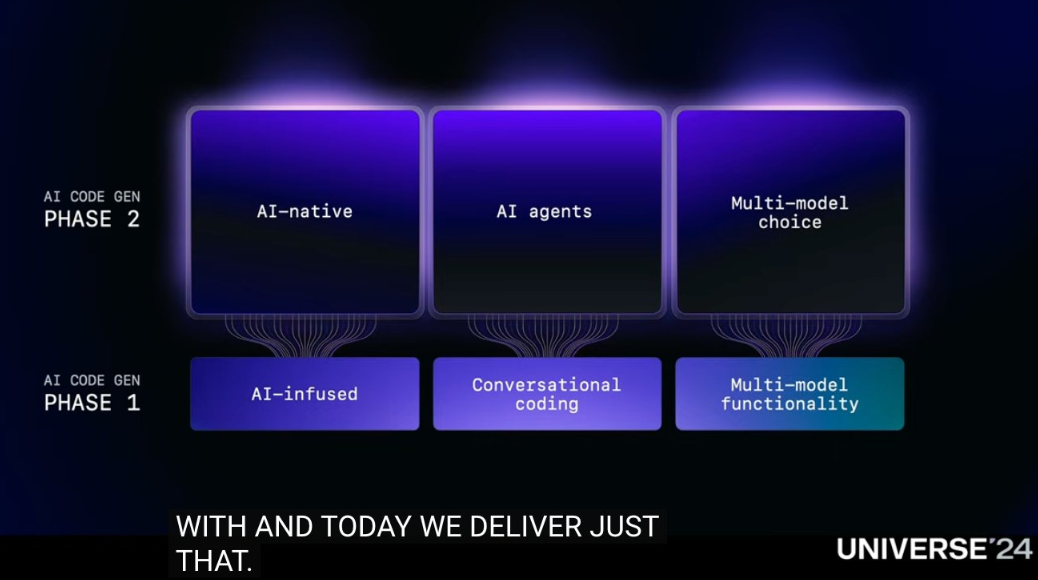 AI CODE GEN
PHASE 2
AI-native
AI agents
Multi-model
choice
AI CODE GEN
PHASE 1
AI-infused
Conversational
coding
Multi-model
functionality
WITH AND TODAY WE DELIVER JUST
THAT.
UNIVERSE'24